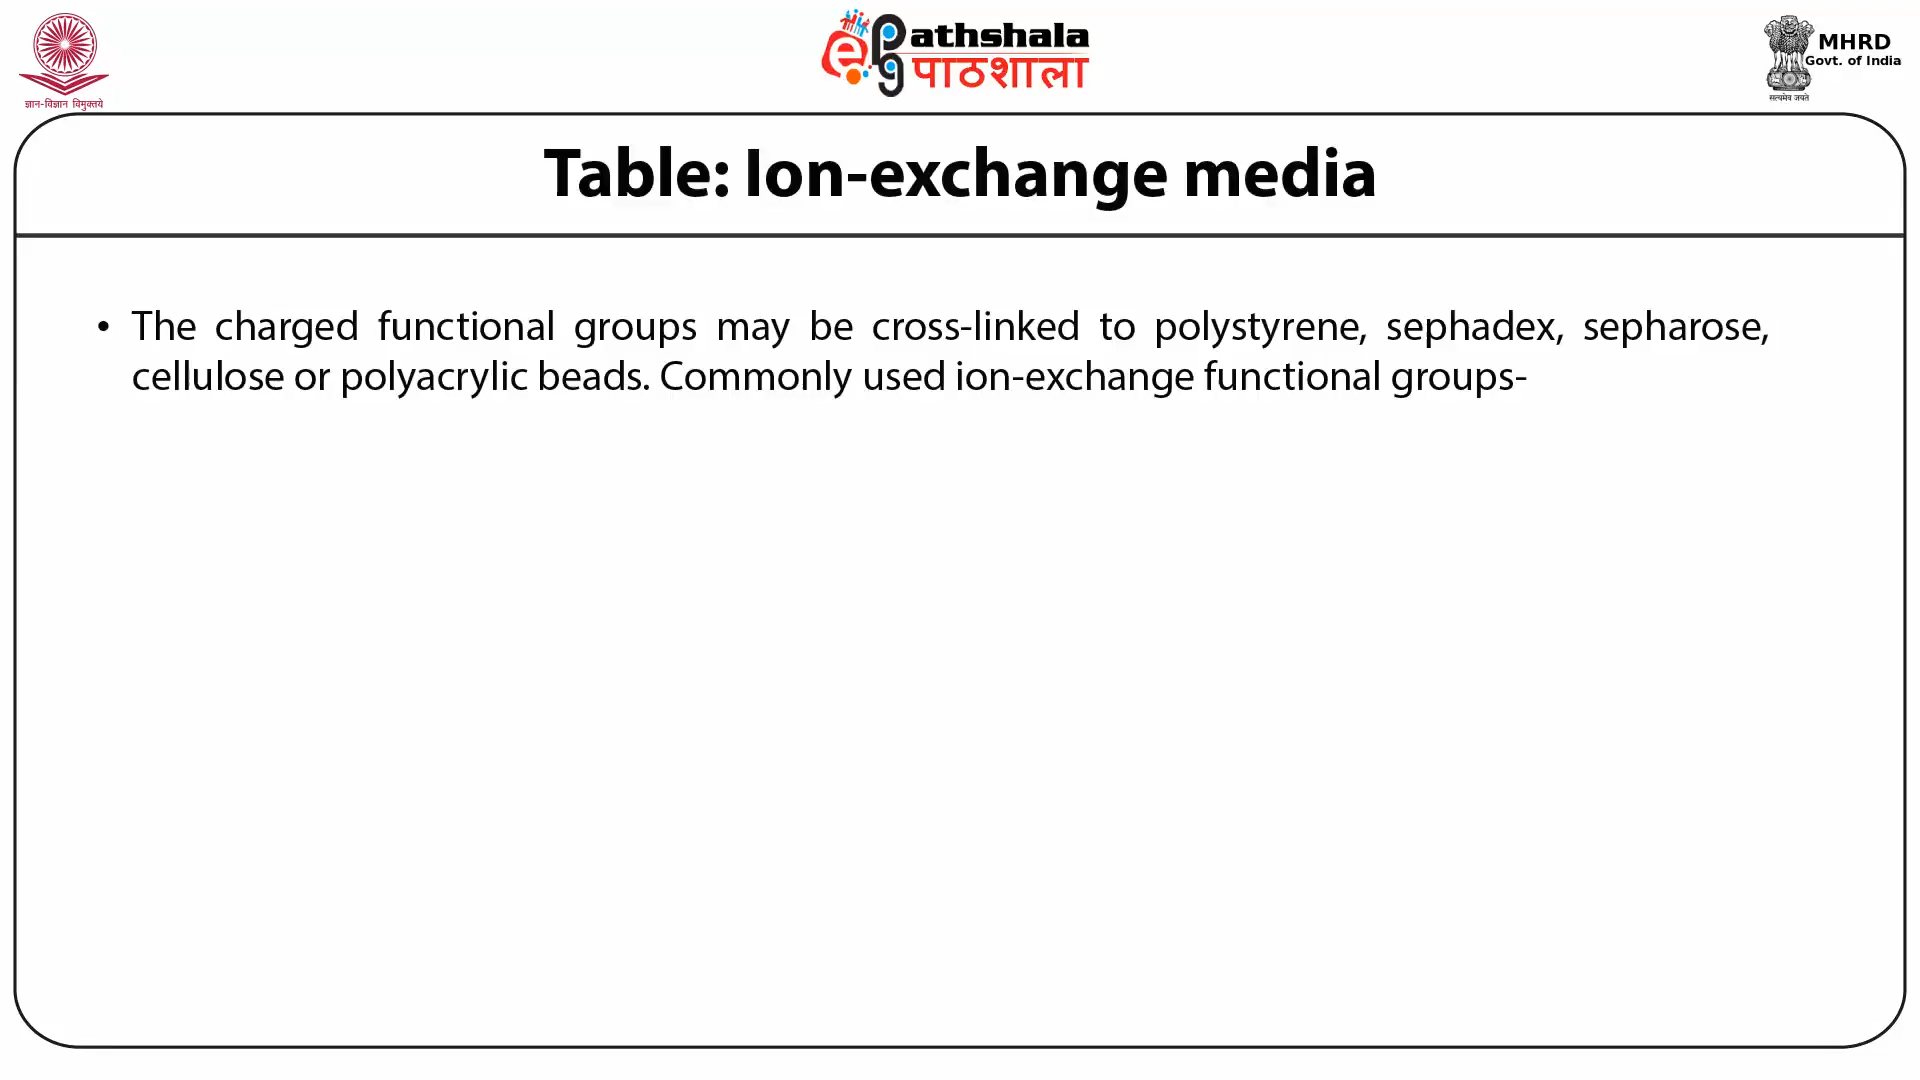 ज्ञान-विज्ञान विमुक्तये
ePg
athshala
पाठशाला
MHRD
Govt. of India
सत्यमेव जयते
Table: Ion-exchange media
• The charged functional groups may be cross-linked to polystyrene, sephadex, sepharose,
cellulose or polyacrylic beads. Commonly used ion-exchange functional groups-